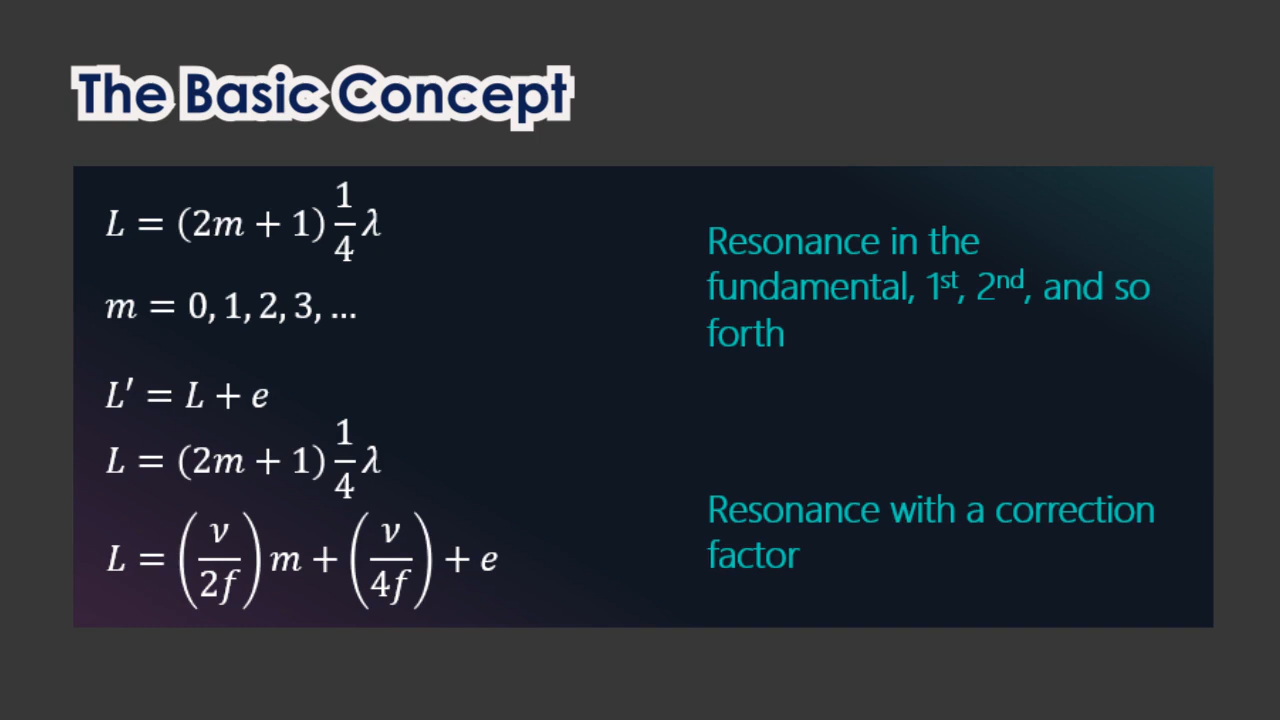 The Basic Concept
L = (2m + 1) 1/4 λ
m = 0, 1, 2, 3, ...
Resonance in the
fundamental, 1st, 2nd, and so
forth
L′ = L + e
L = (2m + 1) 1/4 λ
L = (v/2f) m + (v/4f) + e
Resonance with a correction
factor